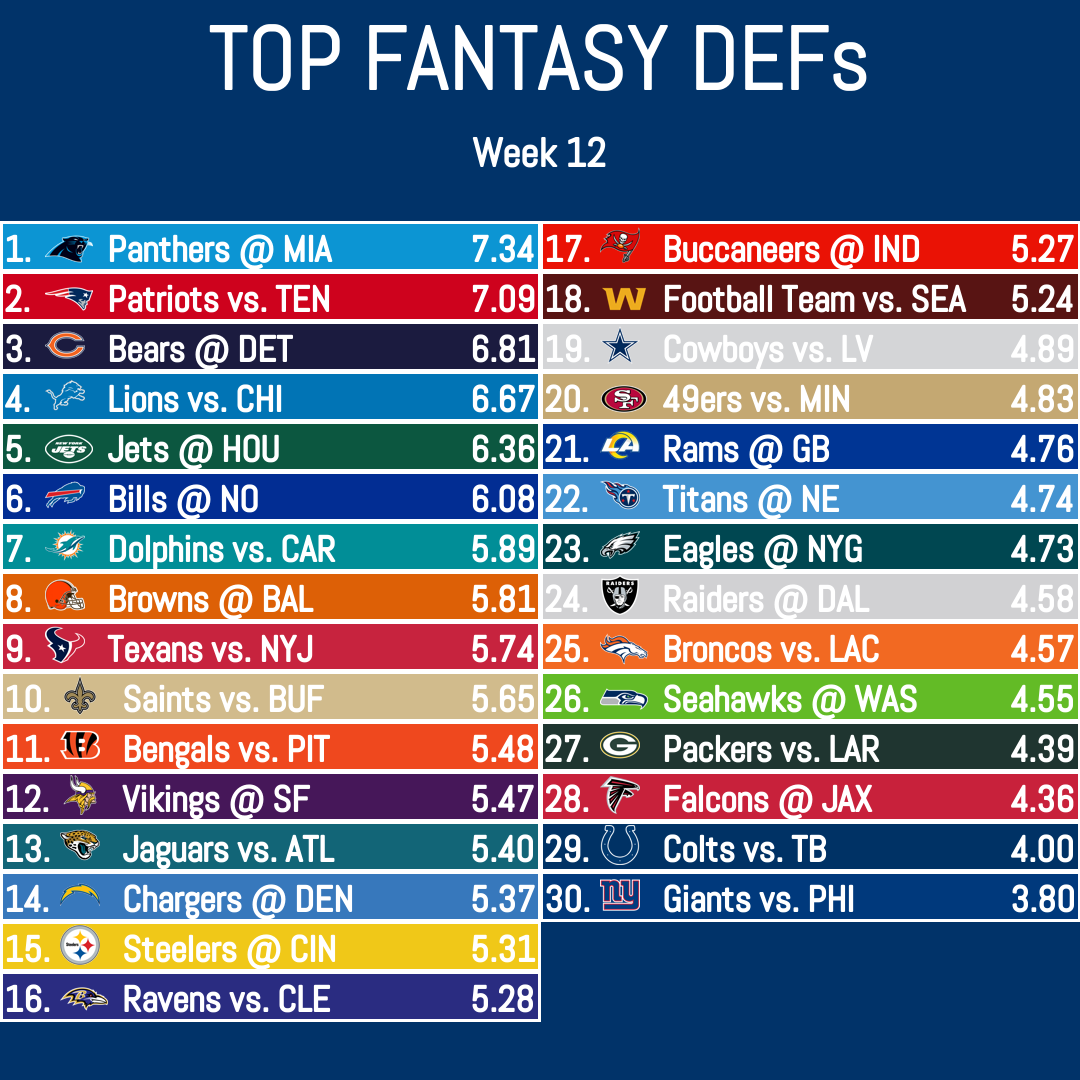 TOP FANTASY DEFs
Week 12
1. Panthers @ MIA 7.34
2. Patriots vs. TEN 7.09
3. Bears @ DET 6.81
4. Lions vs. CHI 6.67
5. NEW YORK JETS Jets @ HOU 6.36
6. Bills @ NO 6.08
7. Dolphins vs. CAR 5.89
8. Browns @ BAL 5.81
9. Texans vs. NYJ 5.74
10. Saints vs. BUF 5.65
11. Bengals vs. PIT 5.48
12. Vikings @ SF 5.47
13. Jaguars vs. ATL 5.40
14. Chargers @ DEN 5.37
15. Steelers Steelers @ CIN 5.31
16. Ravens vs. CLE 5.28
17. Buccaneers @ IND 5.27
18. W Football Team vs. SEA 5.24
19. Cowboys vs. LV 4.89
20. SF 49ers vs. MIN 4.83
21. LA Rams @ GB 4.76
22. T Titans @ NE 4.74
23. Eagles @ NYG 4.73
24. RAIDERS Raiders @ DAL 4.58
25. Broncos vs. LAC 4.57
26. Seahawks @ WAS 4.55
27. G Packers vs. LAR 4.39
28. Falcons @ JAX 4.36
29. Colts vs. TB 4.00
30. ny Giants vs. PHI 3.80